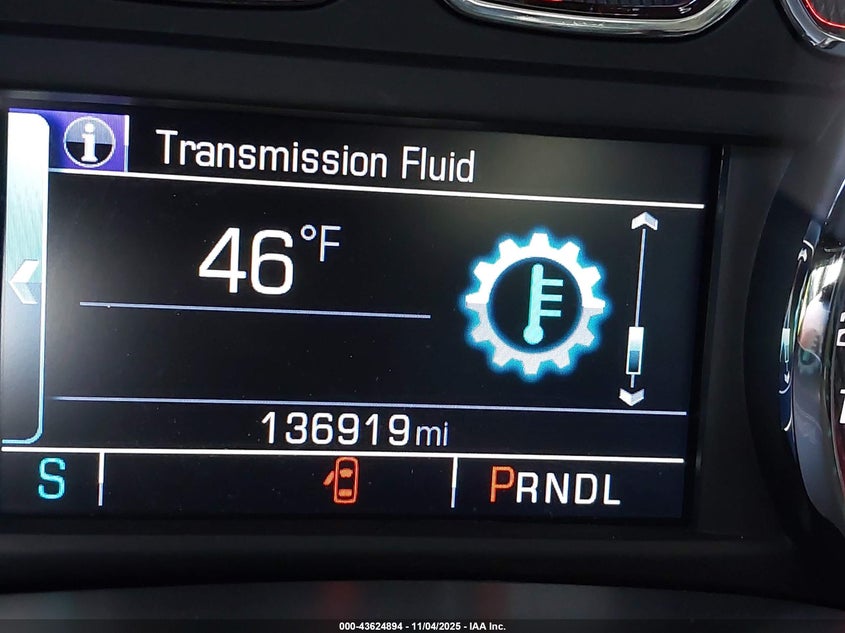 Transmission Fluid
46°F
136919mi
S
PRNDL
000-43624894 - 11/04/2025 - IAA Inc.